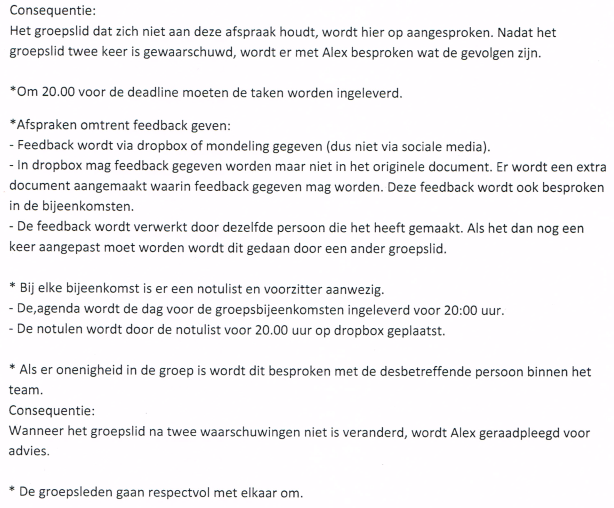 Consequentie:
Het groepslid dat zich niet aan deze afspraak houdt, wordt hier op aangesproken. Nadat het
groepslid twee keer is gewaarschuwd, wordt er met Alex besproken wat de gevolgen zijn.
*Om 20.00 voor de deadline moeten de taken worden ingeleverd.
*Afspraken omtrent feedback geven:
- Feedback wordt via dropbox of mondeling gegeven (dus niet via sociale media).
- In dropbox mag feedback gegeven worden maar niet in het originele document. Er wordt een extra
document aangemaakt waarin feedback gegeven mag worden. Deze feedback wordt ook besproken
in de bijeenkomsten.
- De feedback wordt verwerkt door dezelfde persoon die het heeft gemaakt. Als het dan nog een
keer aangepast moet worden wordt dit gedaan door een ander groepslid.
* Bij elke bijeenkomst is er een notulist en voorzitter aanwezig.
- De,agenda wordt de dag voor de groepsbijeenkomsten ingeleverd voor 20:00 uur.
- De notulen wordt door de notulist voor 20.00 uur op dropbox geplaatst.
* Als er onenigheid in de groep is wordt dit besproken met de desbetreffende persoon binnen het
team.
Consequentie:
Wanneer het groepslid na twee waarschuwingen niet is veranderd, wordt Alex geraadpleegd voor
advies.
* De groepsleden gaan respectvol met elkaar om.